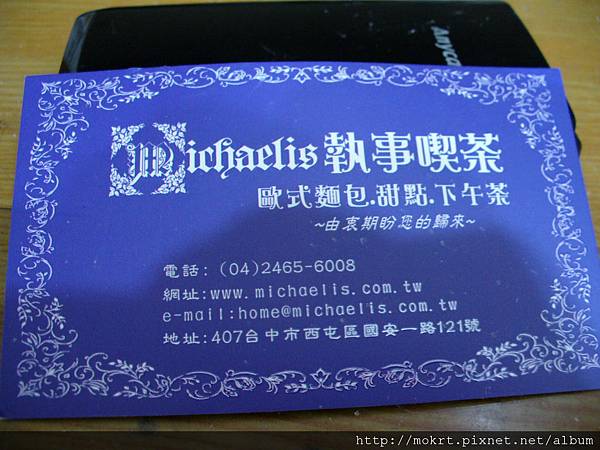 Anyca
Michaelis 執事喫茶
歐式麵包.甜點.下午茶
~由衷期盼您的歸來~
電話: (04)2465-6008
網址:www.michaelis.com.tw
e-mail:home@michaelis.com.tw
地址:407台中市西屯區國安一路121號
http://mokrt.pixnet.net/album